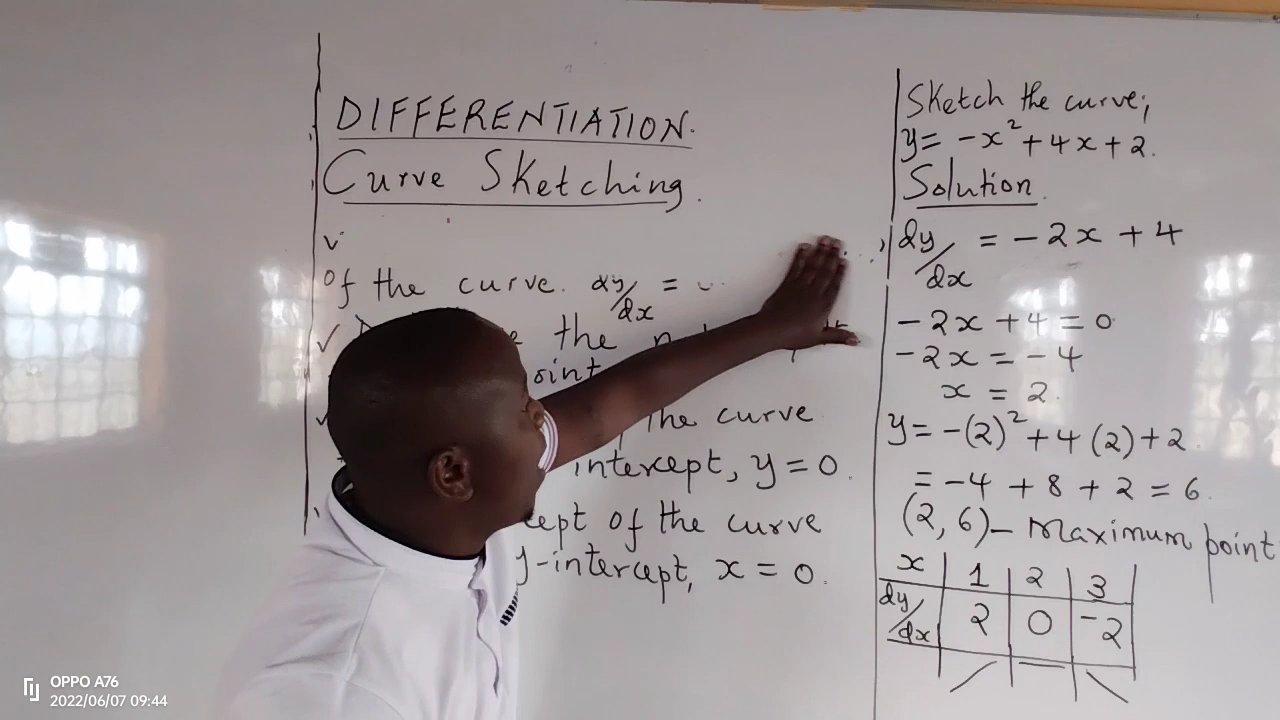 DIFFERENTIATION.
Curve Sketching.
✓
of the curve. dy/dx =
✓ the
oint
the curve
intercept, y = 0.
cept of the curve
y-intercept, x = 0.
Sketch the curve;
y = -x² + 4x + 2.
Solution.
dy/dx = -2x + 4
-2x + 4 = 0
-2x = -4
x = 2.
y = -(2)² + 4(2) + 2.
= -4 + 8 + 2 = 6.
(2, 6) - Maximum point
x | 1 | 2 | 3
dy/dx | 2 | 0 | -2
/ — \
OPPO A76
2022/06/07 09:44